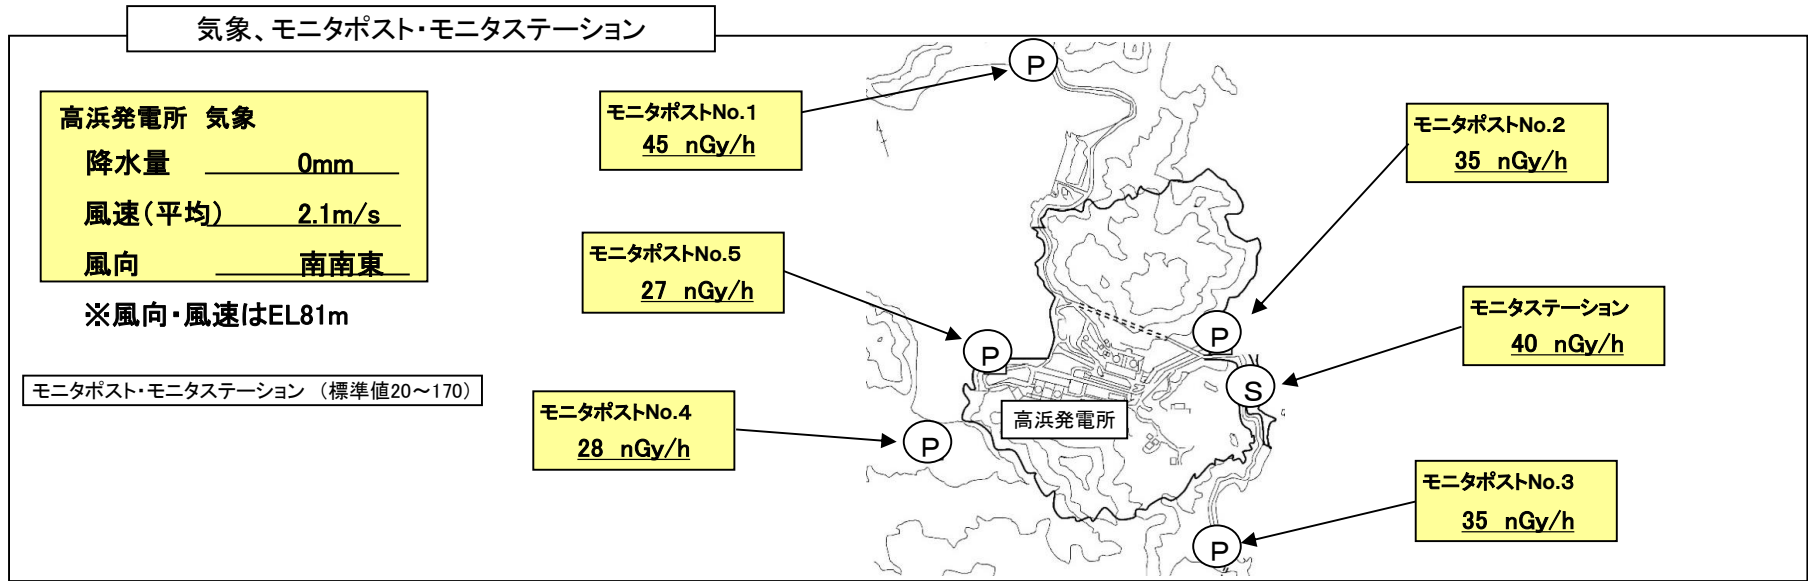 気象、モニタポスト・モニタステーション
高浜発電所 気象
降水量 0mm
風速(平均) 2.1m/s
風向 南南東
※風向・風速はEL81m
モニタポスト・モニタステーション (標準値20～170)
モニタポストNo.1
45 nGy/h
モニタポストNo.2
35 nGy/h
モニタポストNo.5
27 nGy/h
モニタステーション
40 nGy/h
モニタポストNo.4
28 nGy/h
モニタポストNo.3
35 nGy/h
高浜発電所
P
P
P
S
P
P